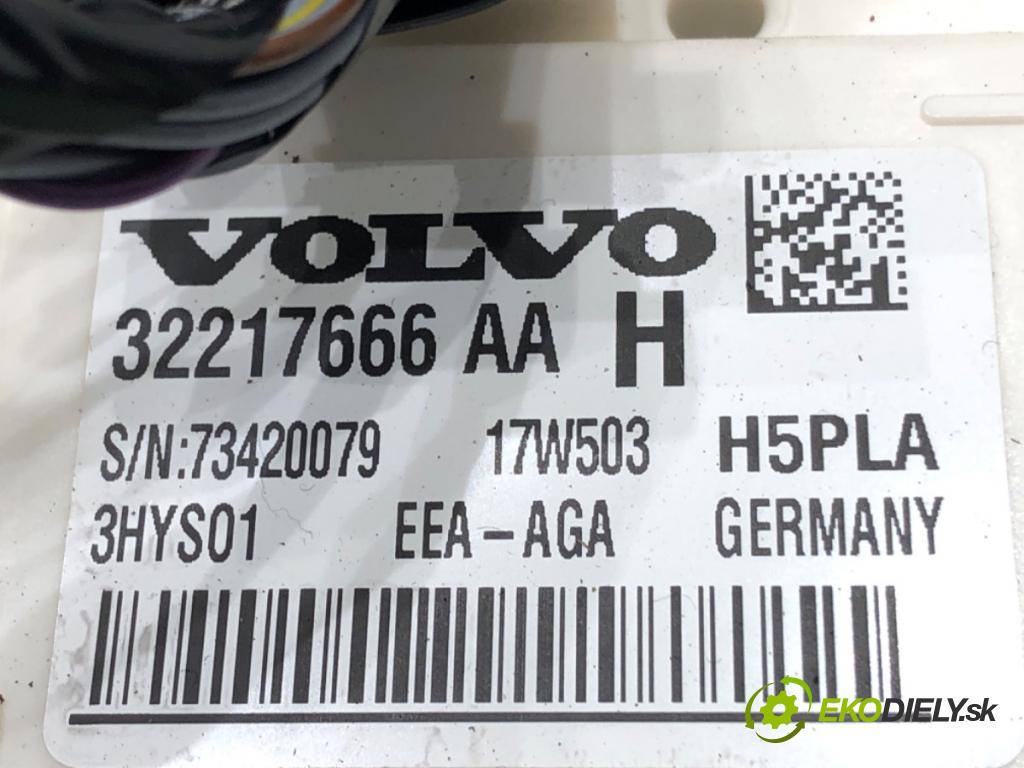 VOLVO
32217666 AA H
S/N:73420079 17W503 H5PLA
3HYS01 EEA-AGA GERMANY
EKODIELY.sk